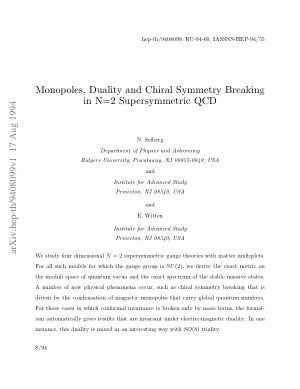 hep-th/9408099, RU-94-60, IASSNS-HEP-94/55
Monopoles, Duality and Chiral Symmetry Breaking
in N=2 Supersymmetric QCD
N. Seiberg
Department of Physics and Astronomy
Rutgers University, Piscataway, NJ 08855-0849, USA
and
Institute for Advanced Study
Princeton, NJ 08540, USA
and
E. Witten
Institute for Advanced Study
Princeton, NJ 08540, USA
We study four dimensional N = 2 supersymmetric gauge theories with matter multiplets.
For all such models for which the gauge group is SU(2), we derive the exact metric on
the moduli space of quantum vacua and the exact spectrum of the stable massive states.
A number of new physical phenomena occur, such as chiral symmetry breaking that is
driven by the condensation of magnetic monopoles that carry global quantum numbers.
For those cases in which conformal invariance is broken only by mass terms, the formal-
ism automatically gives results that are invariant under electric-magnetic duality. In one
instance, this duality is mixed in an interesting way with SO(8) triality.
8/94
arXiv:hep-th/9408099v1 17 Aug 1994